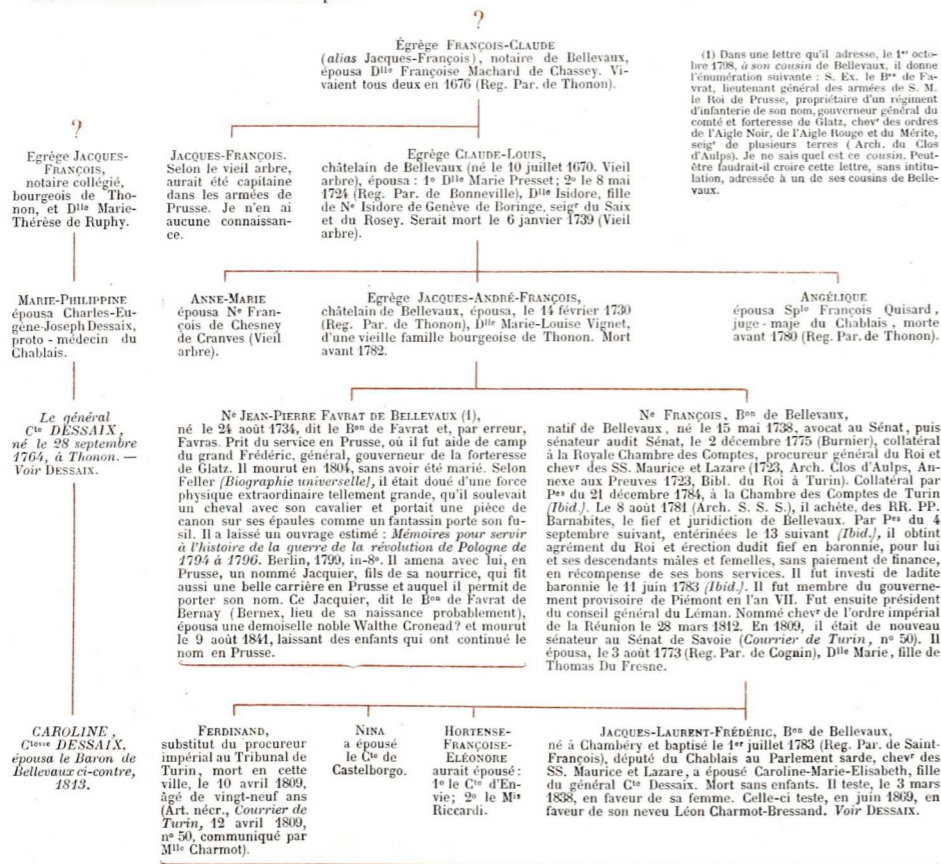 ?
Égrège FRANÇOIS-CLAUDE
(alias Jacques-François), notaire de Bellevaux,
épousa Dlle Françoise Machard de Chassey. Vi-
vaient tous deux en 1676 (Reg. Par. de Thonon).
(1) Dans une lettre qu'il adresse, le 1er octo-
bre 1798, à son cousin de Bellevaux, il donne
l'énumération suivante : S. Ex. le Bon de Fa-
vrat, lieutenant général des armées de S. M.
le Roi de Prusse, propriétaire d'un régiment
d'infanterie de son nom, gouverneur général du
comté et forteresse de Glatz, chevr des ordres
de l'Aigle Noir, de l'Aigle Rouge et du Mérite,
seigr de plusieurs terres (Arch. du Clos
d'Aulps). Je ne sais quel est ce cousin. Peut-
être faudrait-il croire cette lettre, sans intitu-
lation, adressée à un de ses cousins de Belle-
vaux.
?
Egrège JACQUES-
FRANÇOIS,
notaire collégié,
bourgeois de Tho-
non, et Dlle Marie-
Thérèse de Ruphy.
JACQUES-FRANÇOIS.
Selon le vieil arbre,
aurait été capitaine
dans les armées de
Prusse. Je n'en ai
aucune connaissan-
ce.
Egrège CLAUDE-LOUIS,
châtelain de Bellevaux (né le 10 juillet 1670. Vieil
arbre), épousa : 1o Dlle Marie Presset; 2o le 8 mai
1724 (Reg. Par. de Bonneville), Dlle Isidore, fille
de Ne Isidore de Genève de Boringe, seigr du Saix
et du Rosey. Serait mort le 6 janvier 1739 (Vieil
arbre).
MARIE-PHILIPPINE
épousa Charles-Eu-
gène-Joseph Dessaix,
proto-médecin du
Chablais.
ANNE-MARIE
épousa Ne Fran-
çois de Chesney
de Cranves (Vieil
arbre).
Egrège JACQUES-ANDRÉ-FRANÇOIS,
châtelain de Bellevaux, épousa, le 14 février 1730
(Reg. Par. de Thonon), Dlle Marie-Louise Vignet,
d'une vieille famille bourgeoise de Thonon. Mort
avant 1782.
ANGÉLIQUE
épousa Sple François Quisard,
juge-maje du Chablais, morte
avant 1780 (Reg. Par. de Thonon).
Le général
Cte DESSAIX,
né le 28 septembre
1764, à Thonon. —
Voir DESSAIX.
Ne JEAN-PIERRE FAVRAT DE BELLEVAUX (1),
né le 24 août 1734, dit le Bon de Favrat et, par erreur,
Favras. Prit du service en Prusse, où il fut aide de camp
du grand Frédéric, général, gouverneur de la forteresse
de Glatz. Il mourut en 1804, sans avoir été marié. Selon
Feller (Biographie universelle), il était doué d'une force
physique extraordinaire tellement grande, qu'il soulevait
un cheval avec son cavalier et portait une pièce de
canon sur ses épaules comme un fantassin porte son fu-
sil. Il a laissé un ouvrage estimé : Mémoires pour servir
à l'histoire de la guerre de la révolution de Pologne de
1794 à 1796. Berlin, 1799, in-8o. Il amena avec lui, en
Prusse, un nommé Jacquier, fils de sa nourrice, qui fit
aussi une belle carrière en Prusse et auquel il permit de
porter son nom. Ce Jacquier, dit le Bon de Favrat de
Bernay (Bernex, lieu de sa naissance probablement),
épousa une demoiselle noble Walthe Cronead? et mourut
le 9 août 1841, laissant des enfants qui ont continué le
nom en Prusse.
Ne FRANÇOIS, Bon de Bellevaux,
natif de Bellevaux, né le 15 mai 1738, avocat au Sénat, puis
sénateur audit Sénat, le 2 décembre 1775 (Burnier), collatéral
à la Royale Chambre des Comptes, procureur général du Roi et
chevr des SS. Maurice et Lazare (1723, Arch. Clos d'Aulps, An-
nexe aux Preuves 1723, Bibl. du Roi à Turin). Collatéral par
Pes du 21 décembre 1784, à la Chambre des Comptes de Turin
(Ibid.). Le 8 août 1781 (Arch. S. S. S.), il achète, des RR. PP.
Barnabites, le fief et juridiction de Bellevaux. Par Pes du 4
septembre suivant, entérinées le 13 suivant (Ibid.), il obtint
agrément du Roi et érection dudit fief en baronnie, pour lui
et ses descendants mâles et femelles, sans paiement de finance,
en récompense de ses bons services. Il fut investi de ladite
baronnie le 11 juin 1783 (Ibid.). Il fut membre du gouverne-
ment provisoire de Piémont en l'an VII. Fut ensuite président
du conseil général du Léman. Nommé chevr de l'ordre impérial
de la Réunion le 28 mars 1812. En 1809, il était de nouveau
sénateur au Sénat de Savoie (Courrier de Turin, no 50). Il
épousa, le 3 août 1773 (Reg. Par. de Cognin), Dlle Marie, fille de
Thomas Du Fresne.
CAROLINE,
Ctesse DESSAIX,
épousa le Baron de
Bellevaux ci-contre,
1813.
FERDINAND,
substitut du procureur
impérial au Tribunal de
Turin, mort en cette
ville, le 10 avril 1809,
âgé de vingt-neuf ans
(Art. nécr., Courrier de
Turin, 12 avril 1809,
no 50, communiqué par
Mlle Charmot).
NINA
a épousé
le Cte de
Castelborgo.
HORTENSE-
FRANÇOISE-
ELÉONORE
aurait épousé:
1o le Cte d'En-
vie; 2o le Mis
Riccardi.
JACQUES-LAURENT-FRÉDÉRIC, Bon de Bellevaux,
né à Chambéry et baptisé le 1er juillet 1783 (Reg. Par. de Saint-
François), député du Chablais au Parlement sarde, chevr des
SS. Maurice et Lazare, a épousé Caroline-Marie-Elisabeth, fille
du général Cte Dessaix. Mort sans enfants. Il teste, le 3 mars
1838, en faveur de sa femme. Celle-ci teste, en juin 1869, en
faveur de son neveu Léon Charmot-Bressand. Voir DESSAIX.